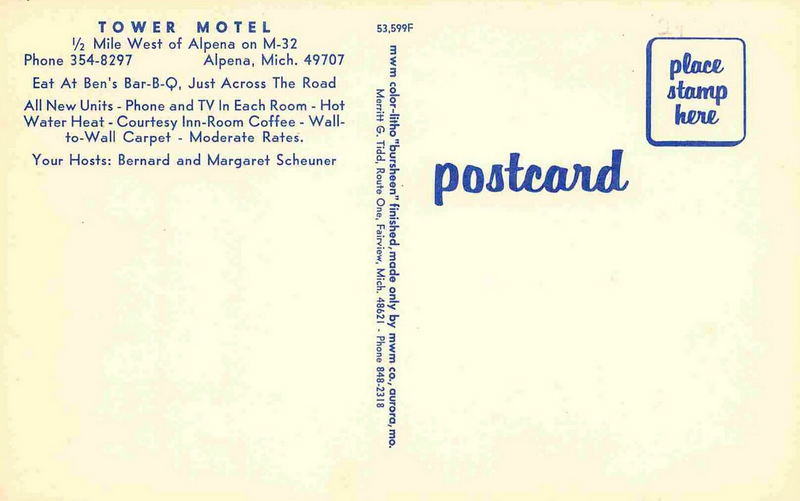 TOWER MOTEL
½ Mile West of Alpena on M-32
Phone 354-8297 Alpena, Mich. 49707
Eat At Ben's Bar-B-Q, Just Across The Road
All New Units - Phone and TV In Each Room - Hot
Water Heat - Courtesy Inn-Room Coffee - Wall-
to-Wall Carpet - Moderate Rates.
Your Hosts: Bernard and Margaret Scheuner
53,599F
mwm color-litho "bursheen" finished, made only by mwm co., aurora, mo.
Merritt G. Tidd, Route One, Fairview, Mich. 48621 - Phone 848-2318
postcard
place
stamp
here